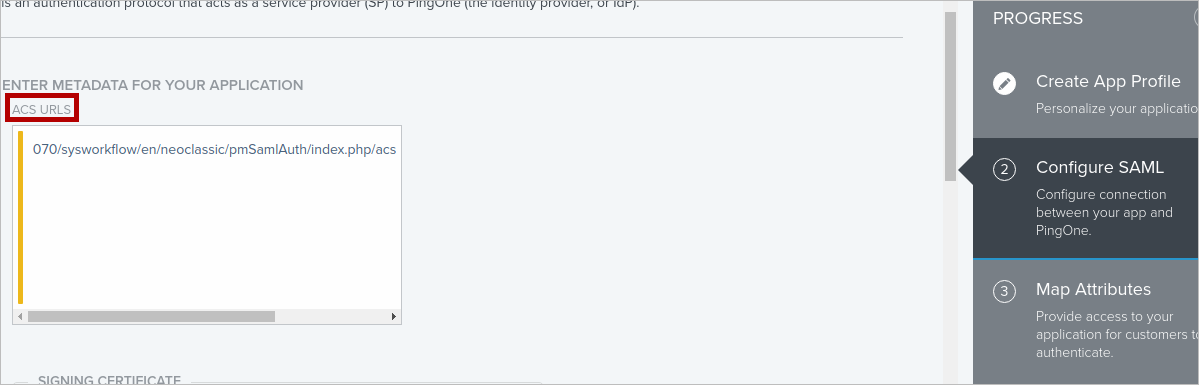 is an authentication protocol that acts as a service provider (SP) to PingOne (the identity provider, or IdP).
ENTER METADATA FOR YOUR APPLICATION
ACS URLS
070/sysworkflow/en/neoclassic/pmSamlAuth/index.php/acs
SIGNING CERTIFICATE
PROGRESS
Create App Profile
Personalize your applicatio
2
Configure SAML
Configure connection
between your app and
PingOne.
3
Map Attributes
Provide access to your
application for customers to
authenticate.